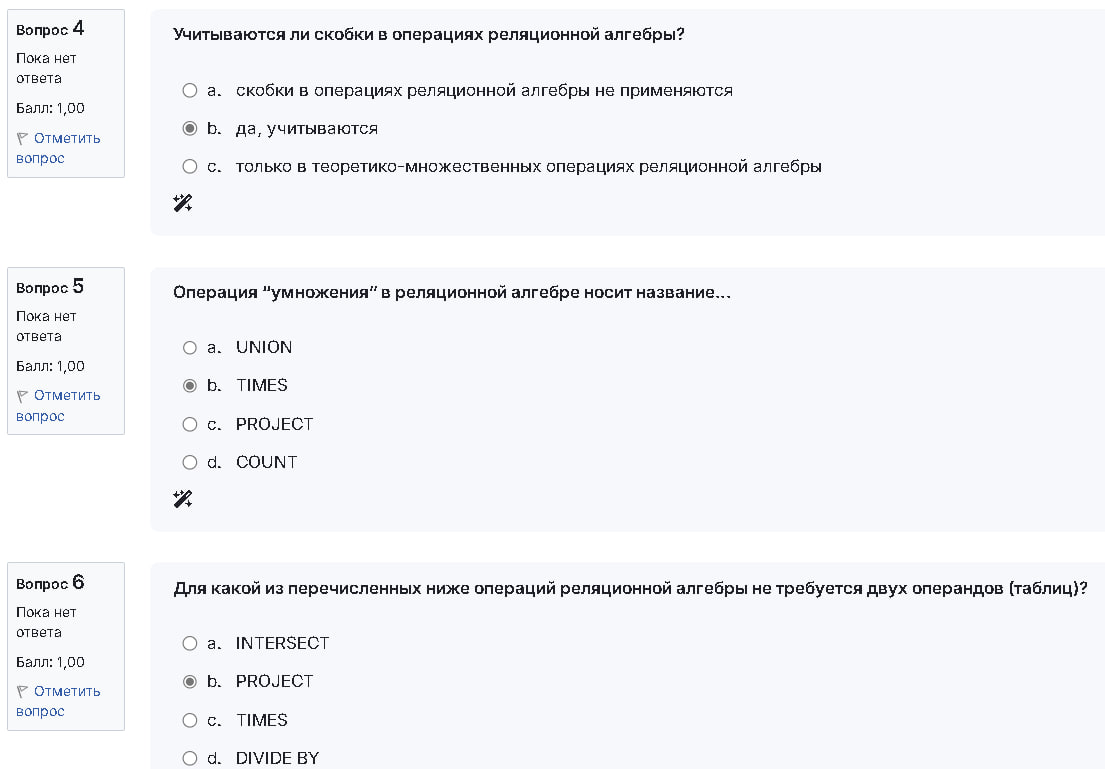 Вопрос 4
Пока нет
ответа
Балл: 1,00
Отметить
вопрос
Учитываются ли скобки в операциях реляционной алгебры?
a. скобки в операциях реляционной алгебры не применяются
b. да, учитываются
c. только в теоретико-множественных операциях реляционной алгебры
Вопрос 5
Пока нет
ответа
Балл: 1,00
Отметить
вопрос
Операция “умножения” в реляционной алгебре носит название...
a. UNION
b. TIMES
c. PROJECT
d. COUNT
Вопрос 6
Пока нет
ответа
Балл: 1,00
Отметить
вопрос
Для какой из перечисленных ниже операций реляционной алгебры не требуется двух операндов (таблиц)?
a. INTERSECT
b. PROJECT
c. TIMES
d. DIVIDE BY